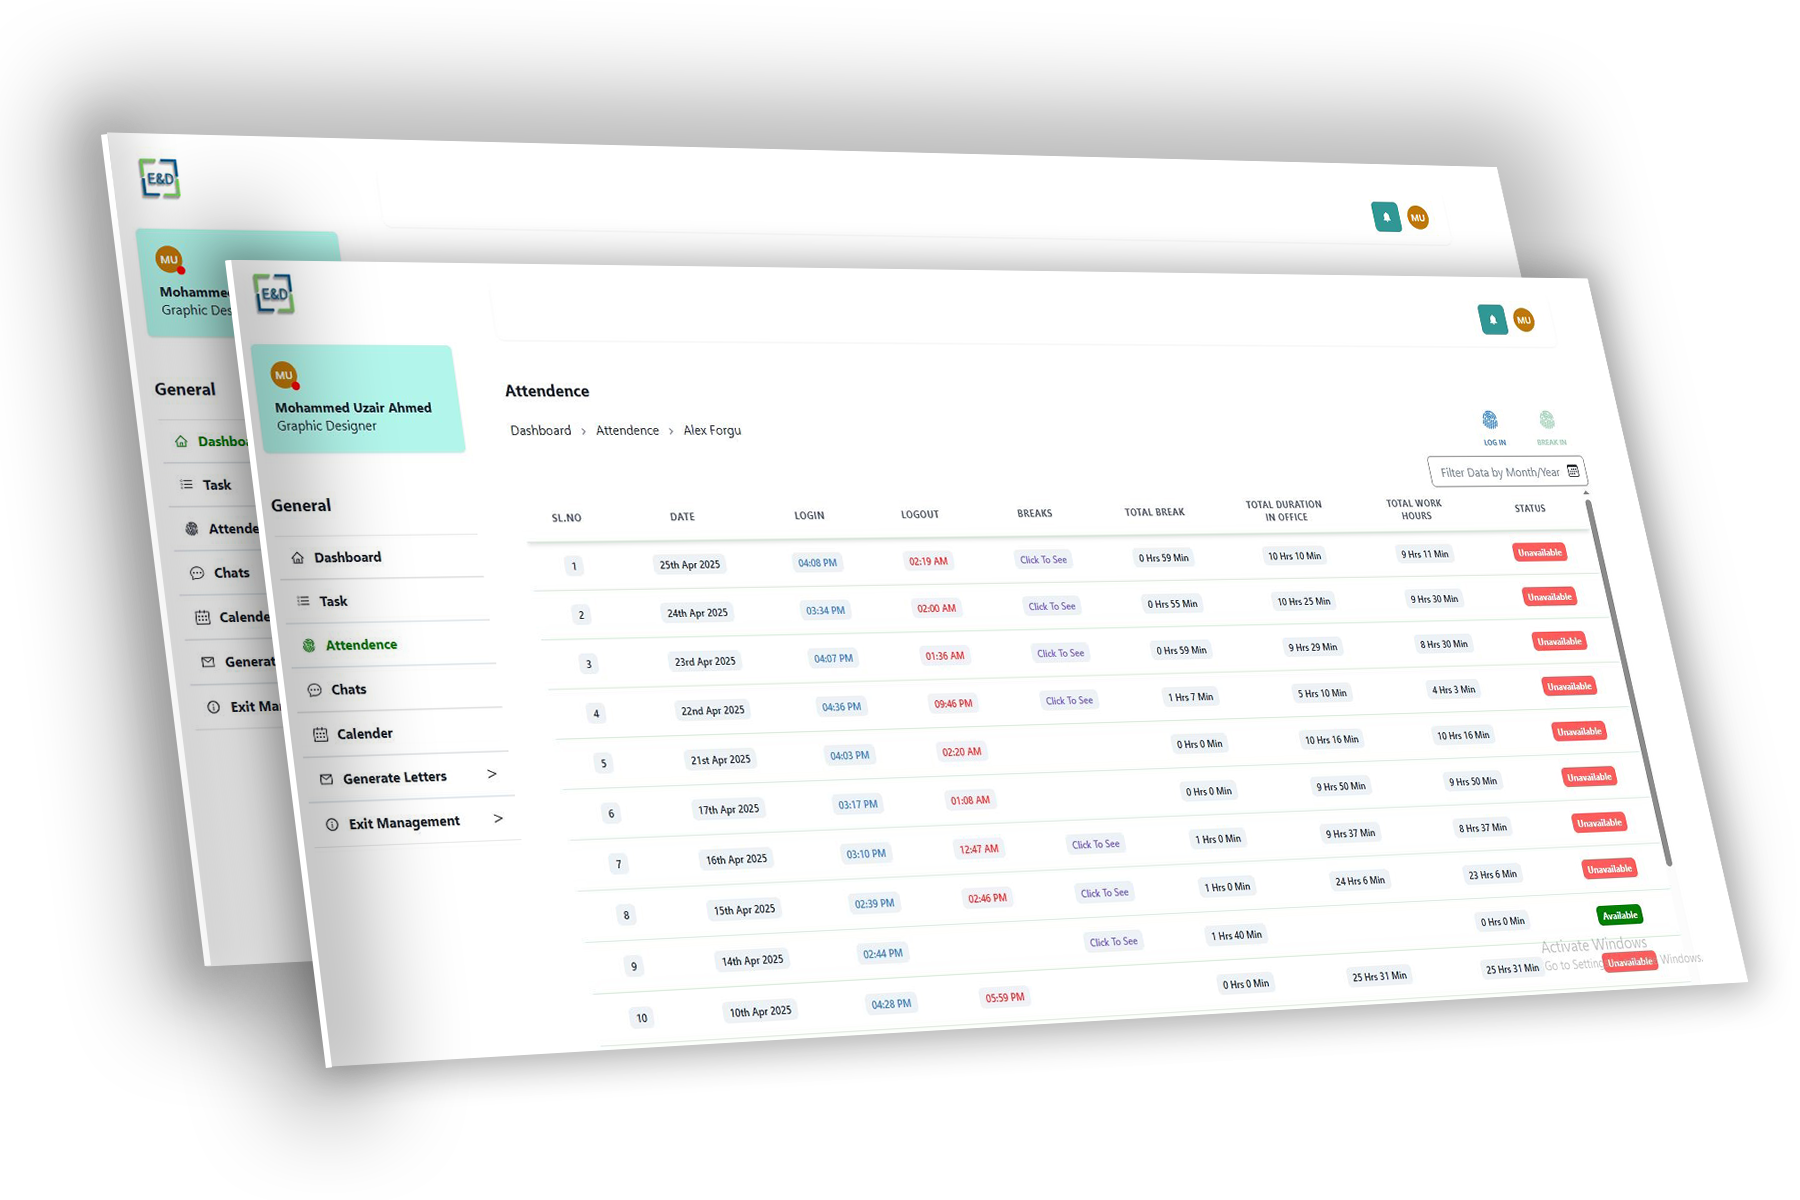 E&D
MU
MU
Mohammed
Graphic Des
General
Dashboa
Task
Attende
Chats
Calende
Generat
Exit Ma
E&D
MU
MU
Mohammed Uzair Ahmed
Graphic Designer
General
Dashboard
Task
Attendence
Chats
Calender
Generate Letters >
Exit Management >
Attendence
Dashboard > Attendence > Alex Forgu
LOG IN BREAK IN
Filter Data by Month/Year
SL.NO DATE LOGIN LOGOUT BREAKS TOTAL BREAK TOTAL DURATION IN OFFICE TOTAL WORK HOURS STATUS
1 25th Apr 2025 04:08 PM 02:19 AM Click To See 0 Hrs 59 Min 10 Hrs 10 Min 9 Hrs 11 Min Unavailable
2 24th Apr 2025 03:34 PM 02:00 AM Click To See 0 Hrs 55 Min 10 Hrs 25 Min 9 Hrs 30 Min Unavailable
3 23rd Apr 2025 04:07 PM 01:36 AM Click To See 0 Hrs 59 Min 9 Hrs 29 Min 8 Hrs 30 Min Unavailable
4 22nd Apr 2025 04:36 PM 09:46 PM Click To See 1 Hrs 7 Min 5 Hrs 10 Min 4 Hrs 3 Min Unavailable
5 21st Apr 2025 04:03 PM 02:20 AM 0 Hrs 0 Min 10 Hrs 16 Min 10 Hrs 16 Min Unavailable
6 17th Apr 2025 03:17 PM 01:08 AM 0 Hrs 0 Min 9 Hrs 50 Min 9 Hrs 50 Min Unavailable
7 16th Apr 2025 03:10 PM 12:47 AM Click To See 1 Hrs 0 Min 9 Hrs 37 Min 8 Hrs 37 Min Unavailable
8 15th Apr 2025 02:39 PM 02:46 PM Click To See 1 Hrs 0 Min 24 Hrs 6 Min 23 Hrs 6 Min Unavailable
9 14th Apr 2025 02:44 PM Click To See 1 Hrs 40 Min 0 Hrs 0 Min Available
10 10th Apr 2025 04:28 PM 05:59 PM 0 Hrs 0 Min 25 Hrs 31 Min 25 Hrs 31 Min Unavailable
Activate Windows
Go to Setting Windows.